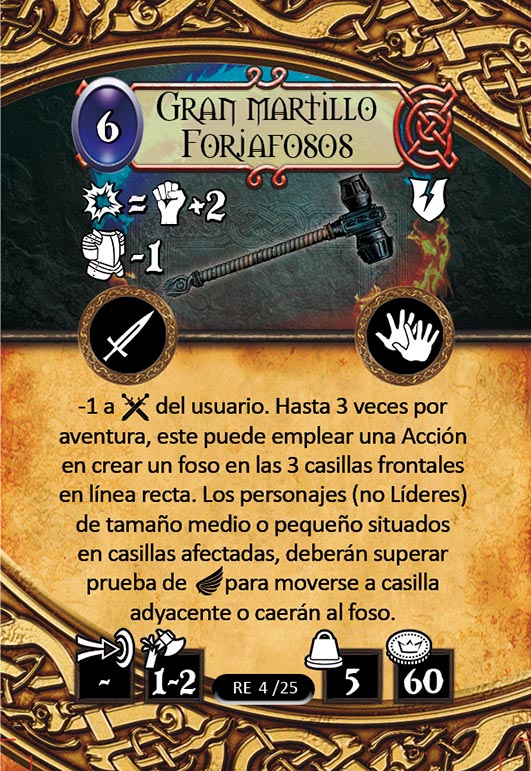 6
Gran martillo
Forjafosos
= +2
-1
-1 a del usuario. Hasta 3 veces por
aventura, este puede emplear una Acción
en crear un foso en las 3 casillas frontales
en línea recta. Los personajes (no Líderes)
de tamaño medio o pequeño situados
en casillas afectadas, deberán superar
prueba de para moverse a casilla
adyacente o caerán al foso.
- 1-2 RE 4 /25 5 60